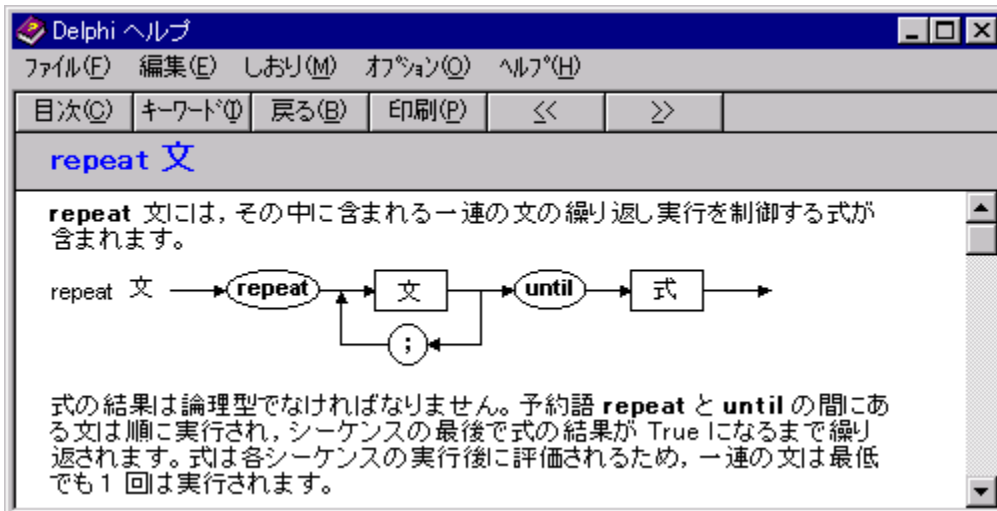 Delphi ヘルプ
ファイル(F) 編集(E) しおり(M) オプション(O) ヘルプ(H)
目次(C) キーワード(I) 戻る(B) 印刷(P) << >>
repeat 文
repeat 文には, その中に含まれる一連の文の繰り返し実行を制御する式が
含まれます。
repeat 文 repeat 文 until 式
;
式の結果は論理型でなければなりません。予約語 repeat と until の間にあ
る文は順に実行され, シーケンスの最後で式の結果が True になるまで繰り
返されます。式は各シーケンスの実行後に評価されるため, 一連の文は最低
でも 1 回は実行されます。